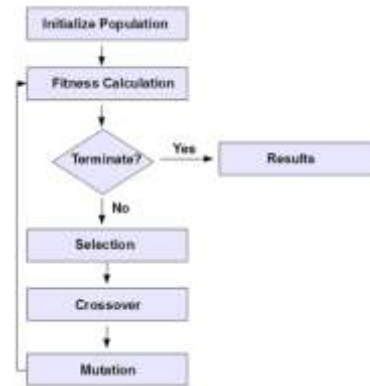 Initialize Population
Fitness Calculation
Terminate?
Yes
Results
No
Selection
Crossover
Mutation